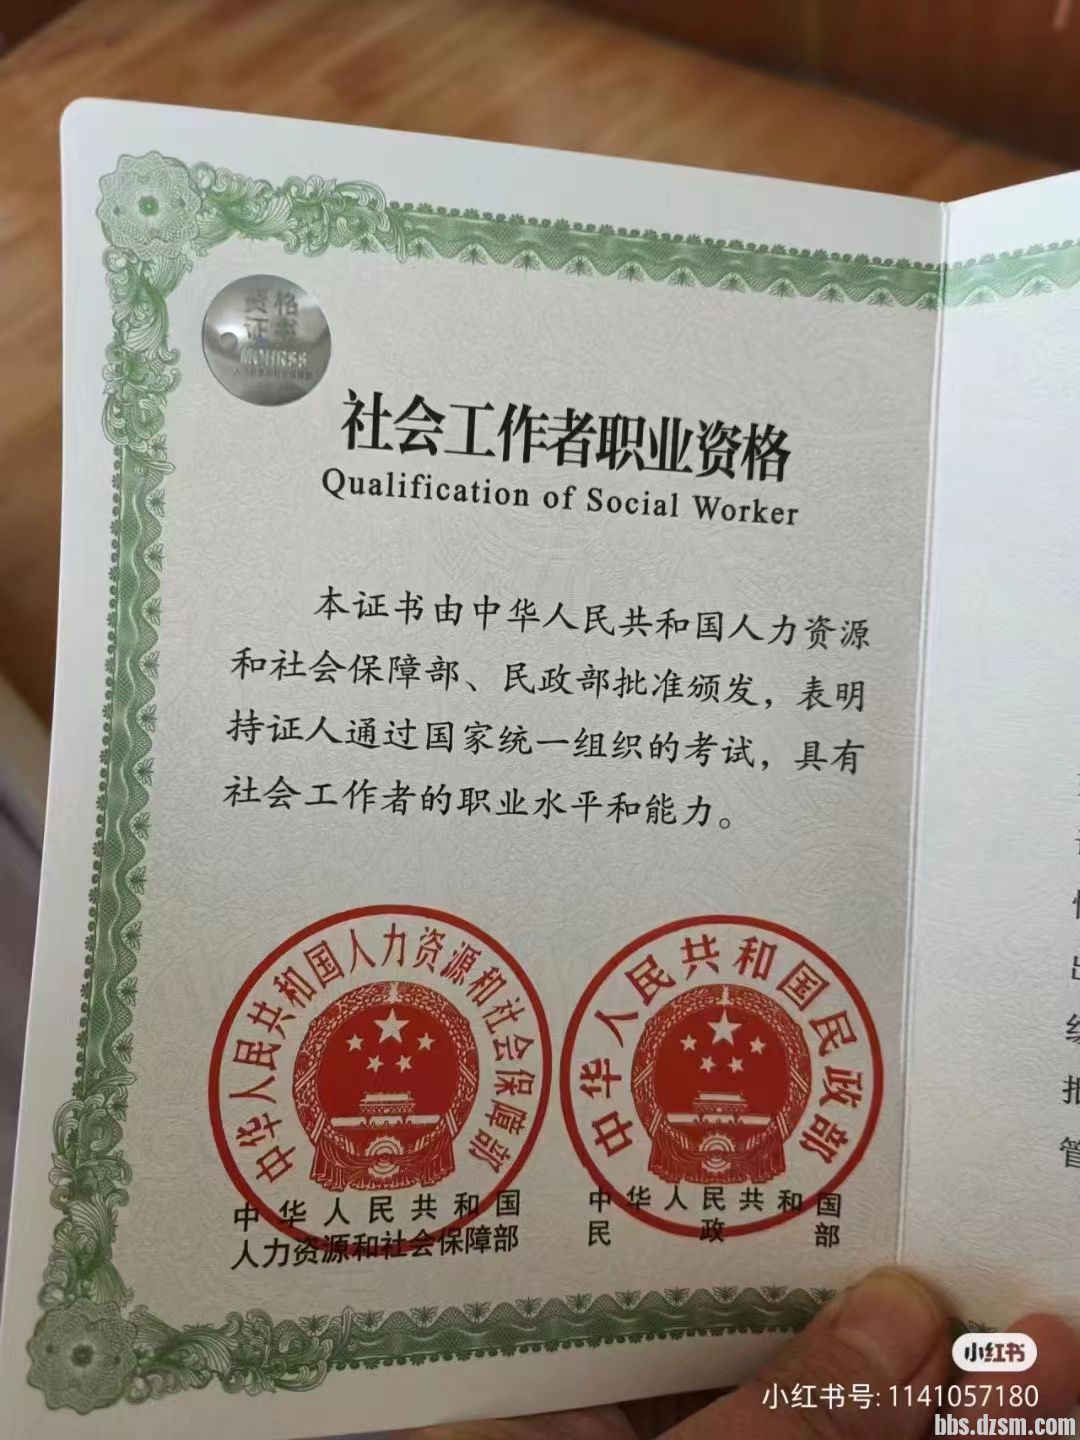 资格
证书
MOHRSS
社会工作者职业资格
Qualification of Social Worker
本证书由中华人民共和国人力资源
和社会保障部、民政部批准颁发，表明
持证人通过国家统一组织的考试，具有
社会工作者的职业水平和能力。
中华人民共和国人力资源和社会保障部
中华人民共和国民政部
中华人民共和国
人力资源和社会保障部
中华人民共和国
民政部
批
管
小红书
小红书号: 1141057180
bbs.dzsm.com